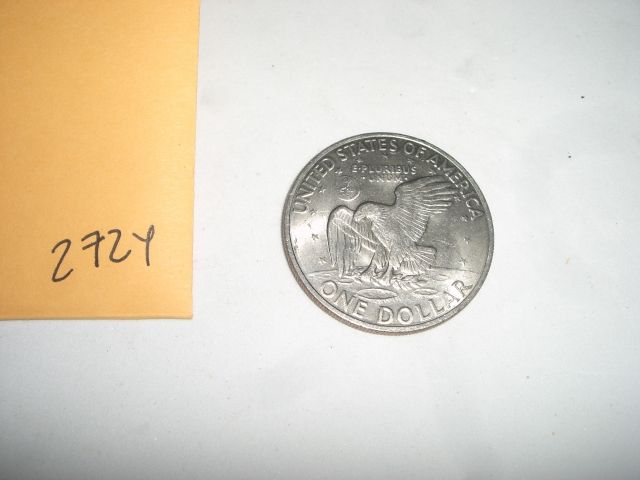 UNITED STATES OF AMERICA
E·PLURIBUS
UNUM
ONE DOLLAR
272Y